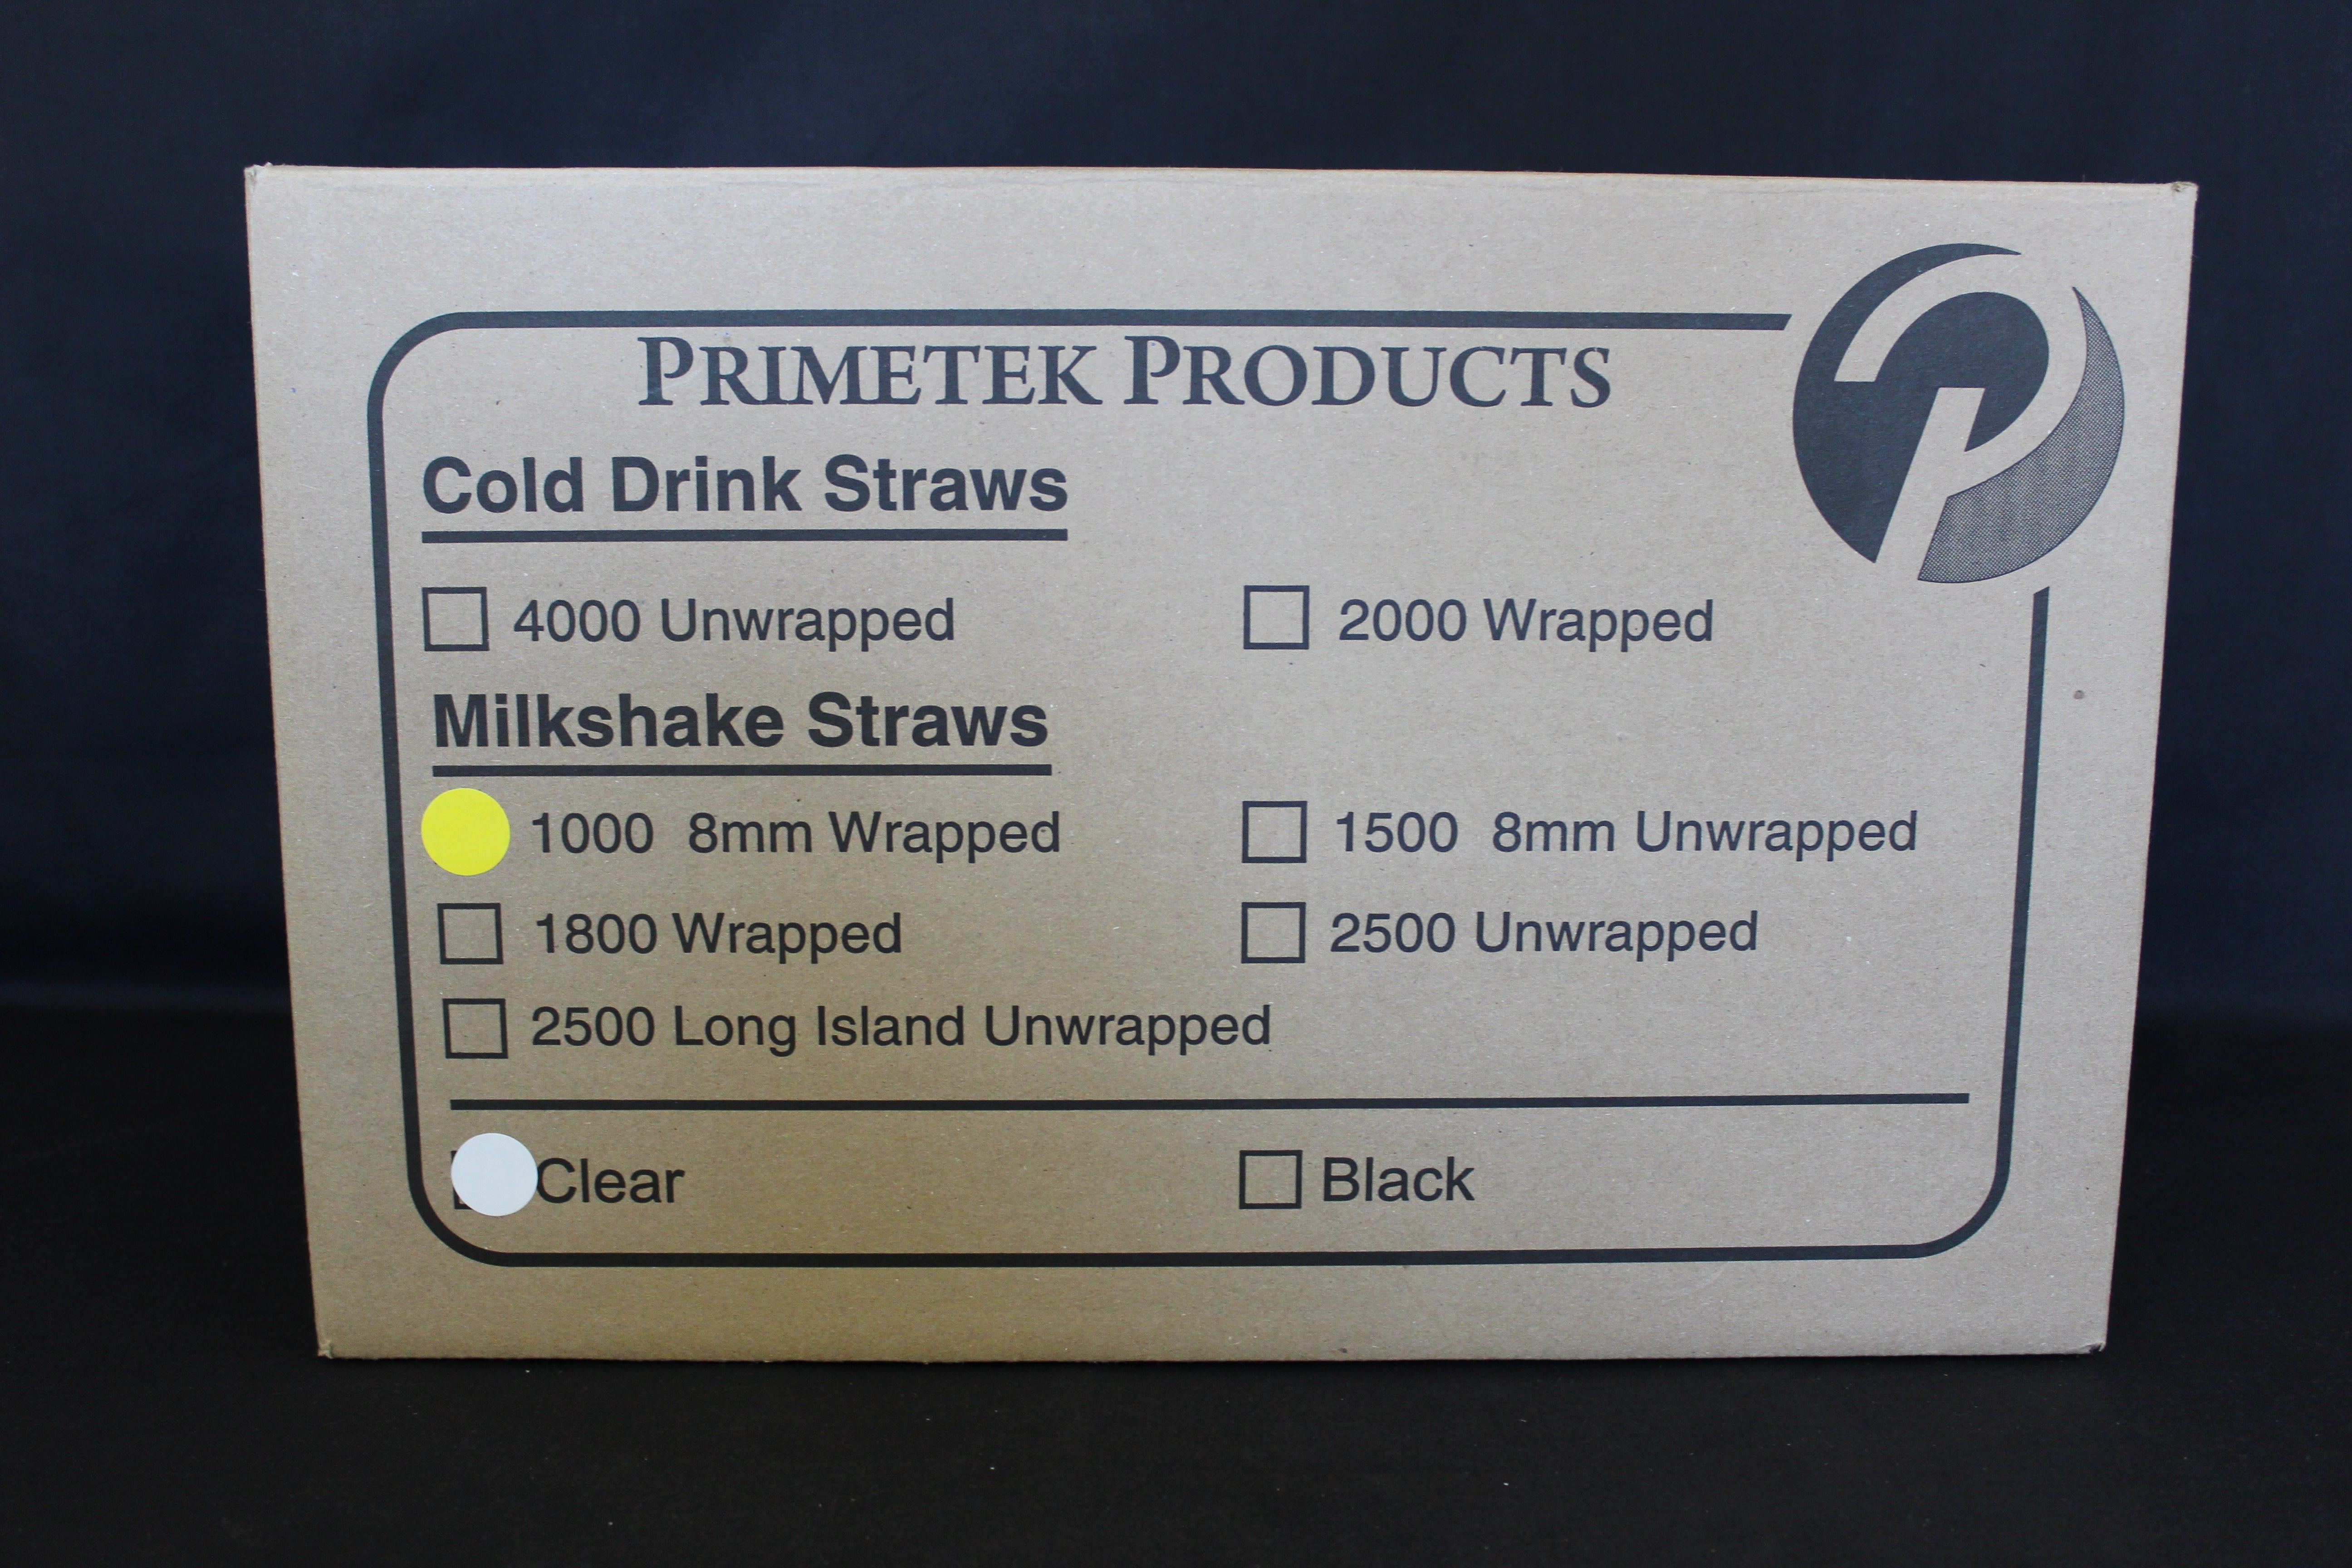 PRIMETEK PRODUCTS
Cold Drink Straws
4000 Unwrapped 2000 Wrapped
Milkshake Straws
1000 8mm Wrapped 1500 8mm Unwrapped
1800 Wrapped 2500 Unwrapped
2500 Long Island Unwrapped
Clear Black